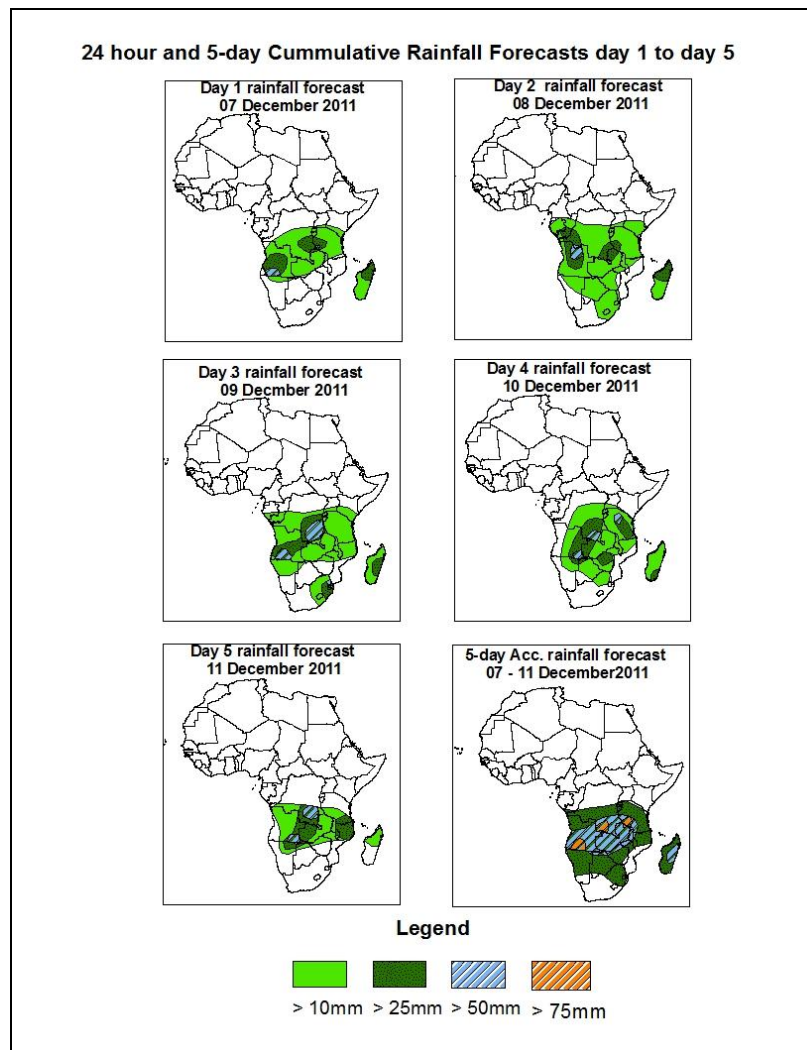 24 hour and 5-day Cummulative Rainfall Forecasts day 1 to day 5
Day 1 rainfall forecast
07 December 2011
Day 2 rainfall forecast
08 December 2011
Day 3 rainfall forecast
09 Decmber 2011
Day 4 rainfall forecast
10 December 2011
Day 5 rainfall forecast
11 December 2011
5-day Acc. rainfall forecast
07 - 11 December2011
Legend
> 10mm > 25mm > 50mm > 75mm